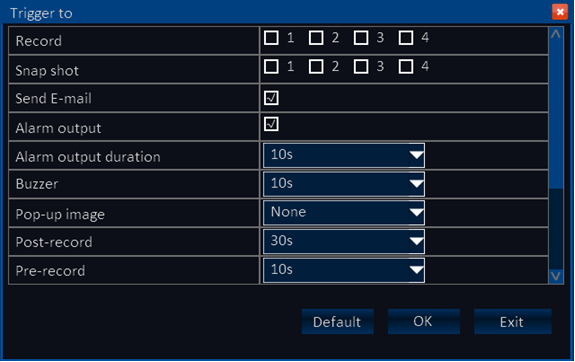 Trigger to
Record 1 2 3 4
Snap shot 1 2 3 4
Send E-mail
Alarm output
Alarm output duration 10s
Buzzer 10s
Pop-up image None
Post-record 30s
Pre-record 10s
Default OK Exit